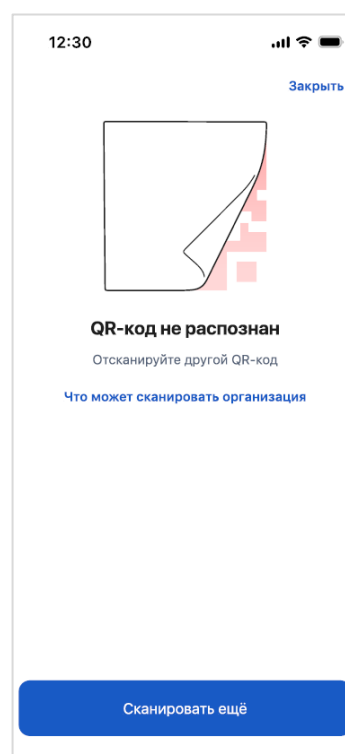 12:30
Закрыть
QR-код не распознан
Отсканируйте другой QR-код
Что может сканировать организация
Сканировать ещё